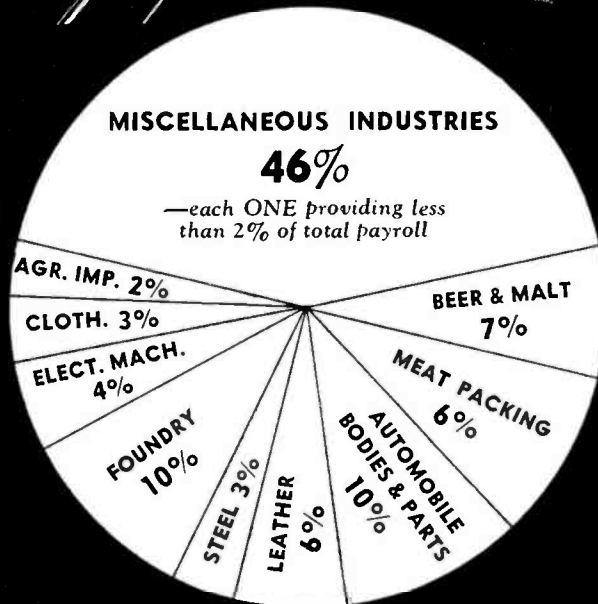 MISCELLANEOUS INDUSTRIES
46%
—each ONE providing less
than 2% of total payroll
AGR. IMP. 2%
CLOTH. 3%
ELECT. MACH.
4%
FOUNDRY
10%
STEEL 3%
LEATHER
6%
AUTOMOBILE
BODIES & PARTS
10%
MEAT PACKING
6%
BEER & MALT
7%